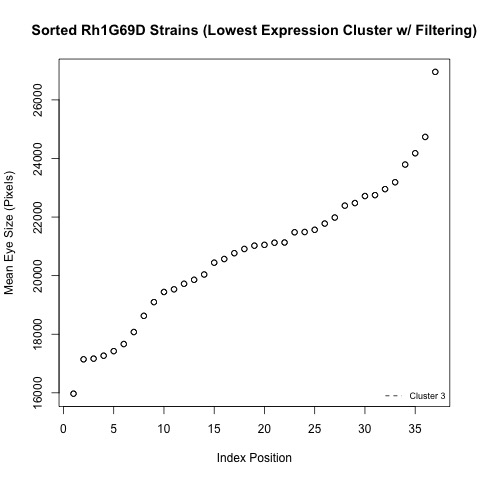 Sorted Rh1G69D Strains (Lowest Expression Cluster w/ Filtering)
Mean Eye Size (Pixels)
26000
24000
22000
20000
18000
16000
Cluster 3
0 5 10 15 20 25 30 35
Index Position